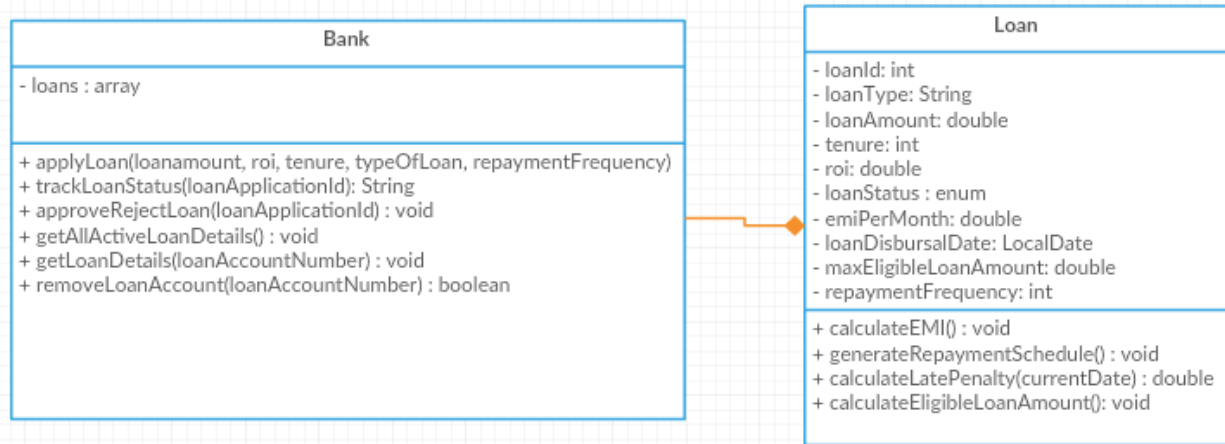 Bank
- loans : array
+ applyLoan(loanamount, roi, tenure, typeOfLoan, repaymentFrequency)
+ trackLoanStatus(loanApplicationId): String
+ approveRejectLoan(loanApplicationId) : void
+ getAllActiveLoanDetails() : void
+ getLoanDetails(loanAccountNumber) : void
+ removeLoanAccount(loanAccountNumber) : boolean
Loan
- loanId: int
- loanType: String
- loanAmount: double
- tenure: int
- roi: double
- loanStatus : enum
- emiPerMonth: double
- loanDisbursalDate: LocalDate
- maxEligibleLoanAmount: double
- repaymentFrequency: int
+ calculateEMI() : void
+ generateRepaymentSchedule() : void
+ calculateLatePenalty(currentDate) : double
+ calculateEligibleLoanAmount(): void